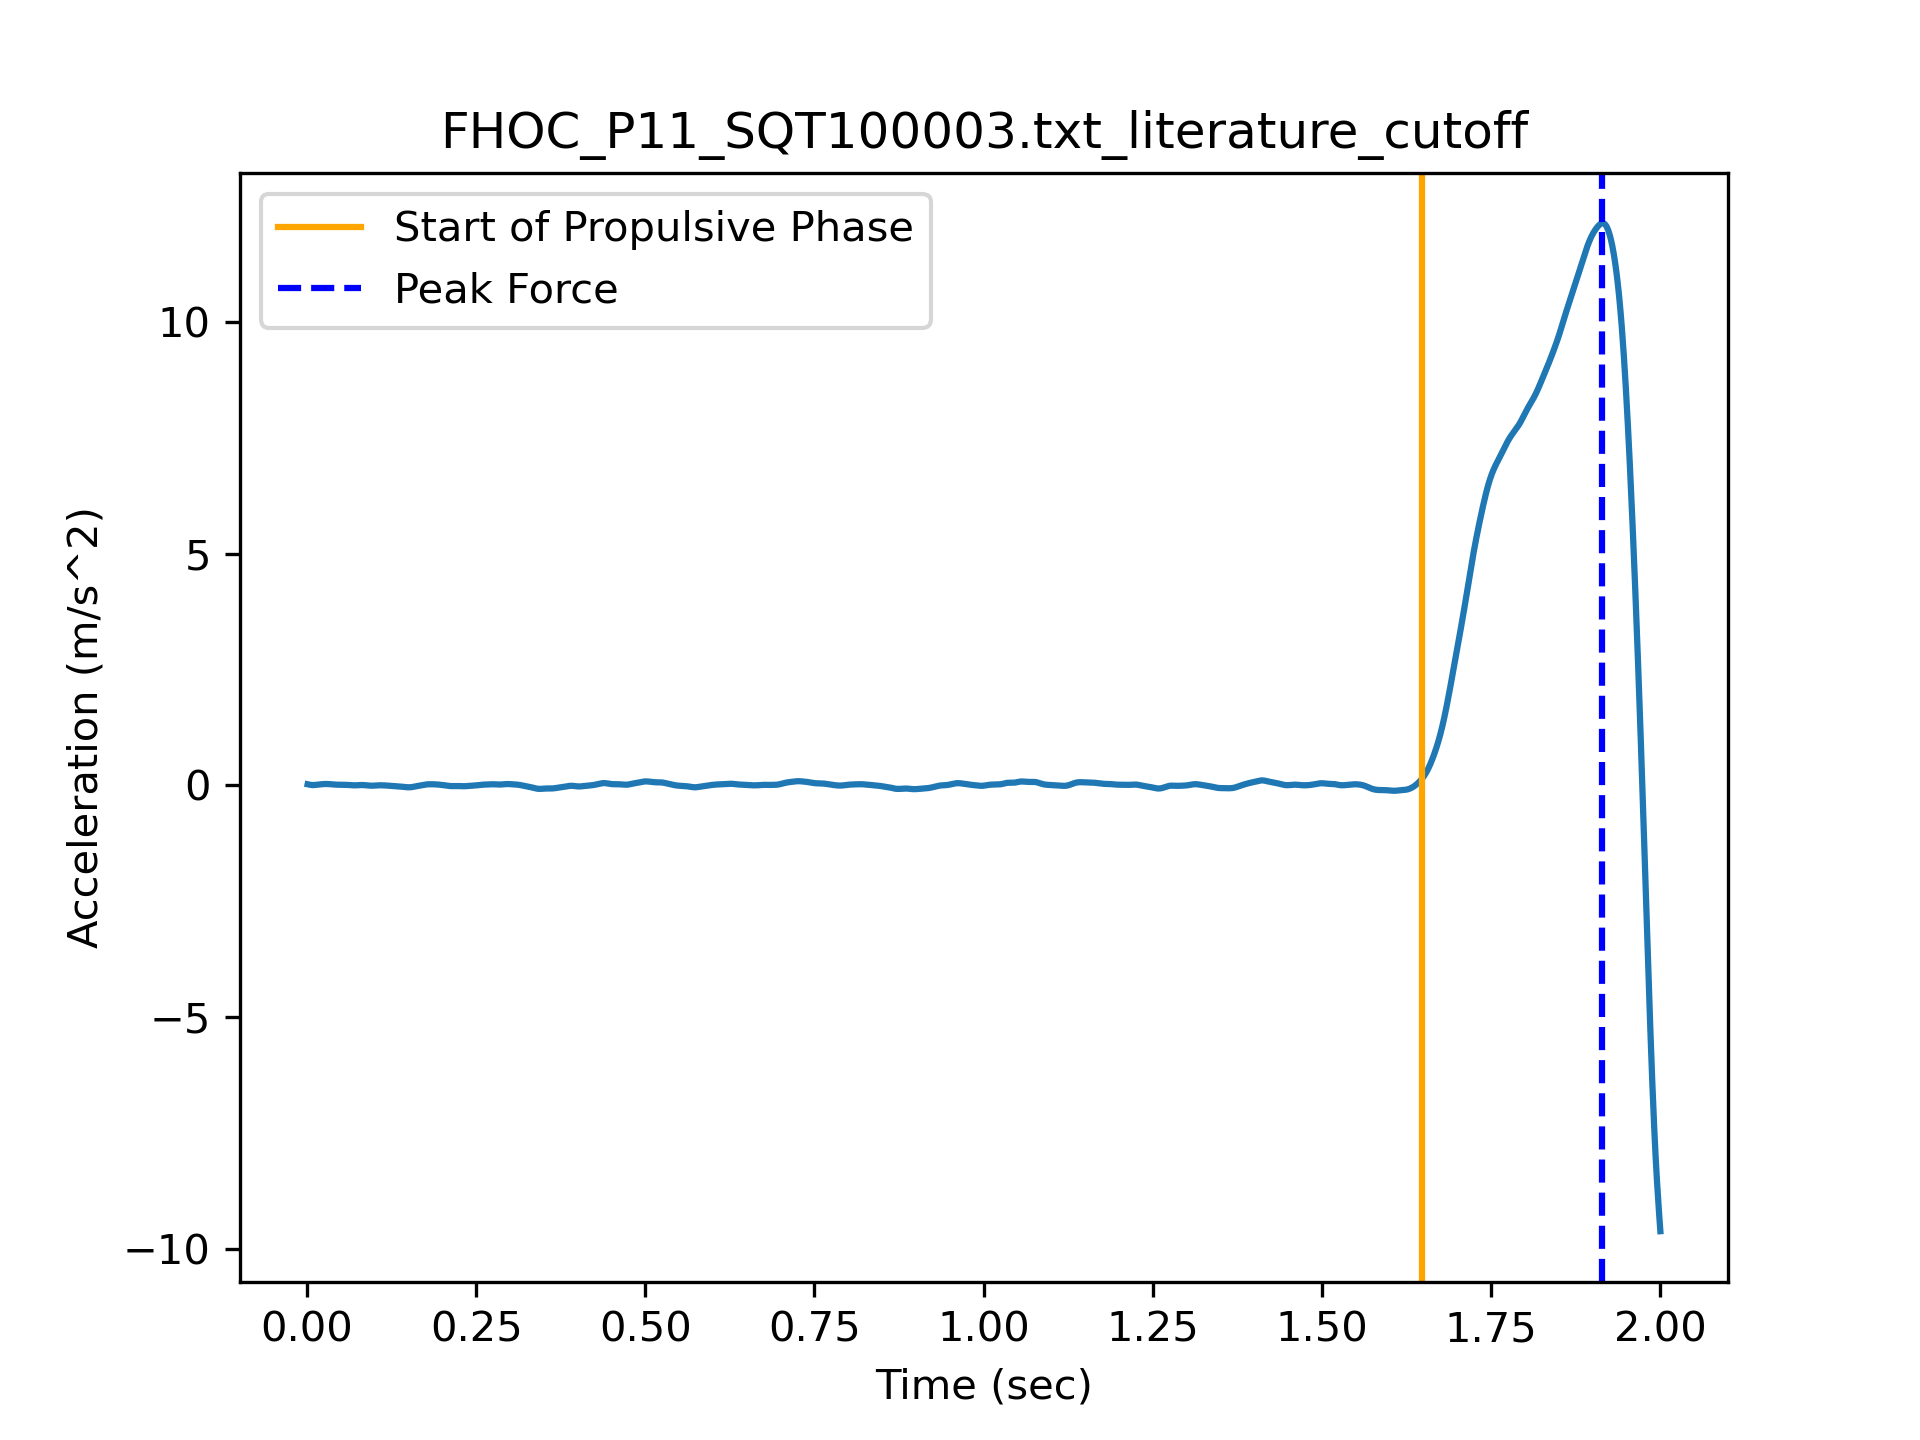 FHOC_P11_SQT100003.txt_literature_cutoff
Start of Propulsive Phase
Peak Force
Acceleration (m/s^2)
10
5
0
−5
−10
0.00 0.25 0.50 0.75 1.00 1.25 1.50 1.75 2.00
Time (sec)